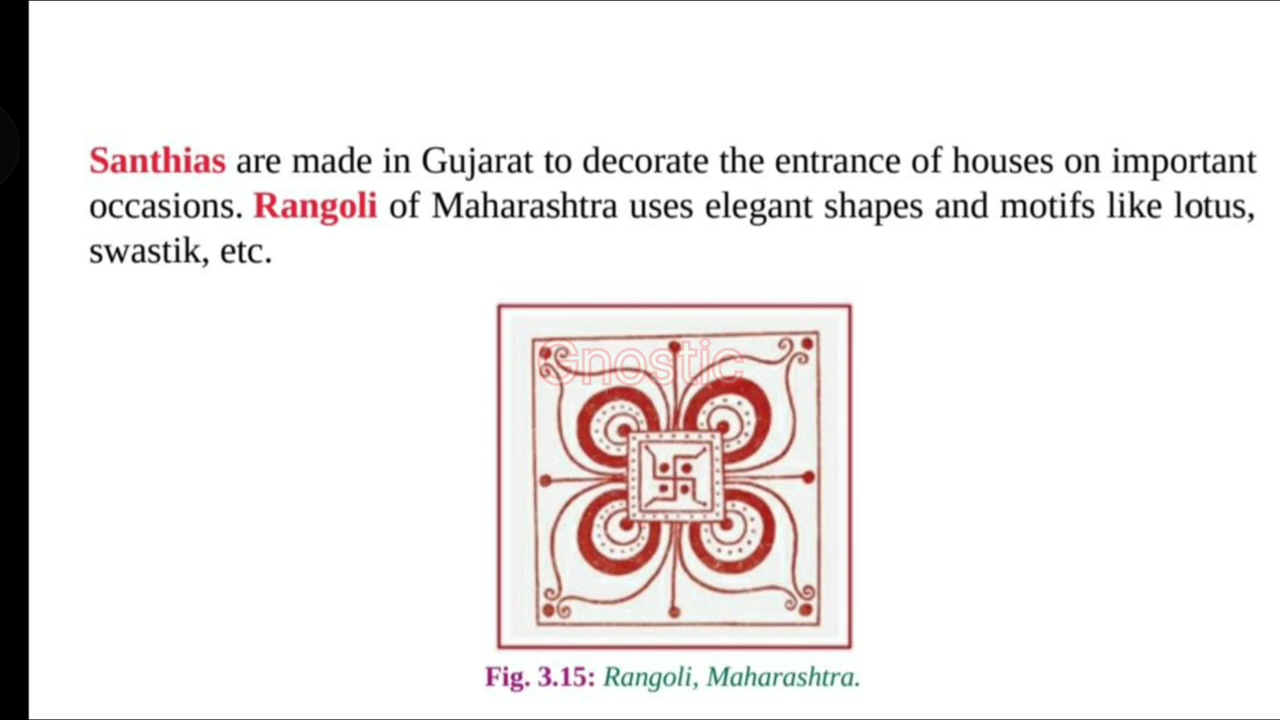 Santhias are made in Gujarat to decorate the entrance of houses on important
occasions. Rangoli of Maharashtra uses elegant shapes and motifs like lotus,
swastik, etc.
Gnostic
Fig. 3.15: Rangoli, Maharashtra.